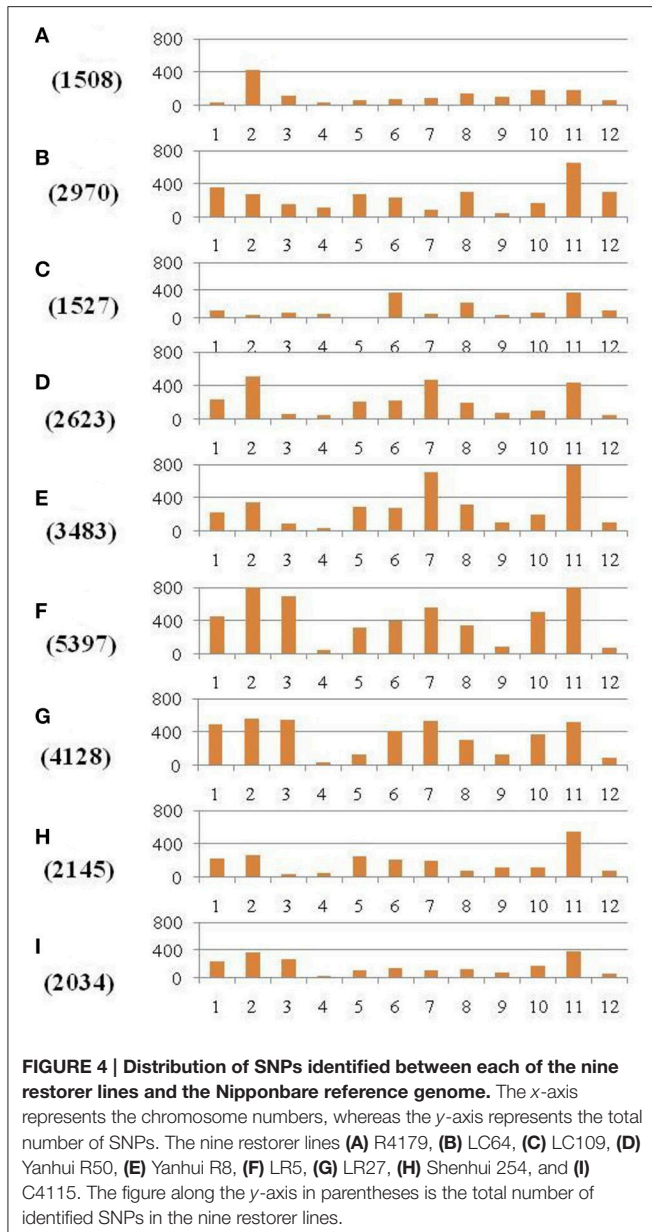 A
(1508)
800
400
0
1 2 3 4 5 6 7 8 9 10 11 12
B
(2970)
800
400
0
1 2 3 4 5 6 7 8 9 10 11 12
C
(1527)
800
400
0
1 2 3 4 5 6 7 8 9 10 11 12
D
(2623)
800
400
0
1 2 3 4 5 6 7 8 9 10 11 12
E
(3483)
800
400
0
1 2 3 4 5 6 7 8 9 10 11 12
F
(5397)
800
400
0
1 2 3 4 5 6 7 8 9 10 11 12
G
(4128)
800
400
0
1 2 3 4 5 6 7 8 9 10 11 12
H
(2145)
800
400
0
1 2 3 4 5 6 7 8 9 10 11 12
I
(2034)
800
400
0
1 2 3 4 5 6 7 8 9 10 11 12
FIGURE 4 | Distribution of SNPs identified between each of the nine
restorer lines and the Nipponbare reference genome. The x-axis
represents the chromosome numbers, whereas the y-axis represents the total
number of SNPs. The nine restorer lines (A) R4179, (B) LC64, (C) LC109, (D)
Yanhui R50, (E) Yanhui R8, (F) LR5, (G) LR27, (H) Shenhui 254, and (I)
C4115. The figure along the y-axis in parentheses is the total number of
identified SNPs in the nine restorer lines.